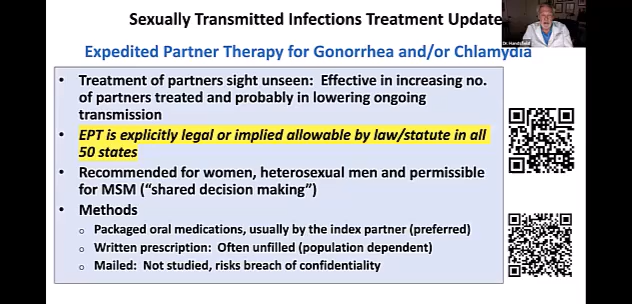 Sexually Transmitted Infections Treatment Update
Expedited Partner Therapy for Gonorrhea and/or Chlamydia
• Treatment of partners sight unseen: Effective in increasing no.
of partners treated and probably in lowering ongoing
transmission
• EPT is explicitly legal or implied allowable by law/statute in all
50 states
• Recommended for women, heterosexual men and permissible
for MSM (“shared decision making”)
• Methods
o Packaged oral medications, usually by the index partner (preferred)
o Written prescription: Often unfilled (population dependent)
o Mailed: Not studied, risks breach of confidentiality
Dr. Handsfield